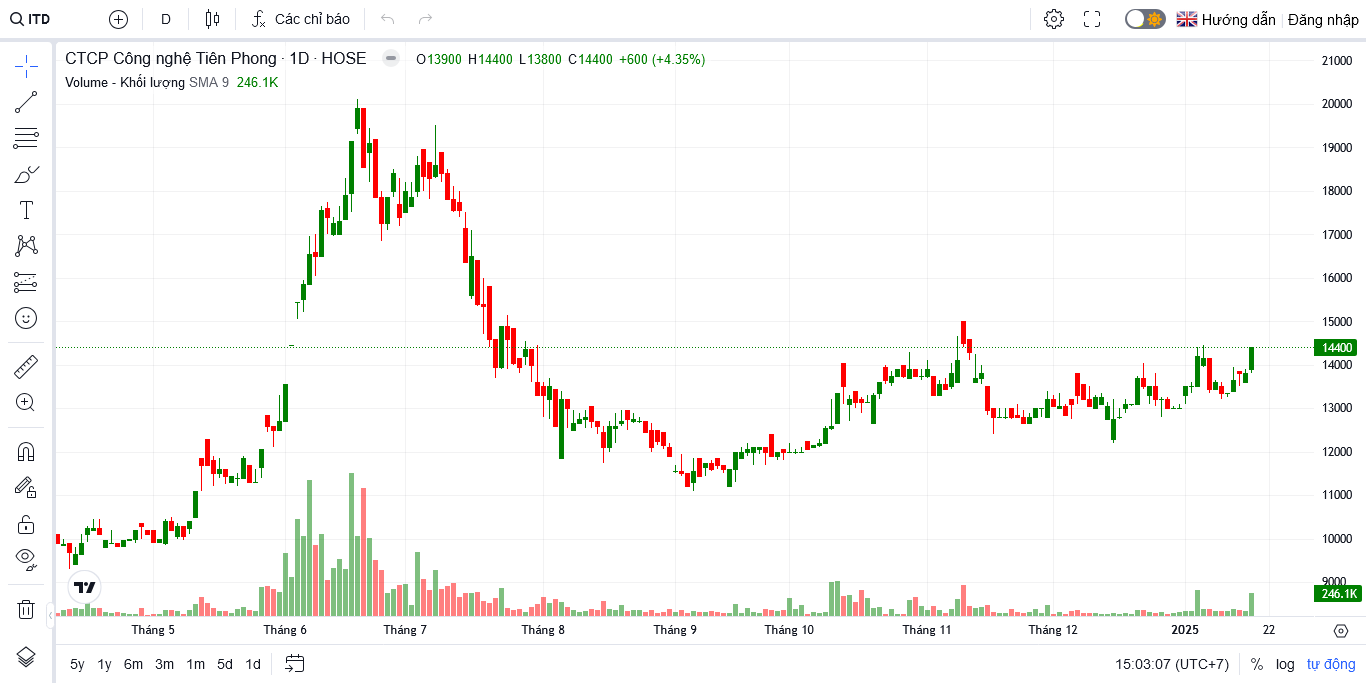 ITD D Các chỉ báo Hướng dẫn Đăng nhập
CTCP Công nghệ Tiên Phong · 1D · HOSE O13900 H14400 L13800 C14400 +600 (+4.35%)
Volume - Khối lượng SMA 9 246.1K
21000
20000
19000
18000
17000
16000
15000
14400
14000
13000
12000
11000
10000
9000
246.1K
Tháng 5 Tháng 6 Tháng 7 Tháng 8 Tháng 9 Tháng 10 Tháng 11 Tháng 12 2025 22
5y 1y 6m 3m 1m 5d 1d 15:03:07 (UTC+7) % log tự động